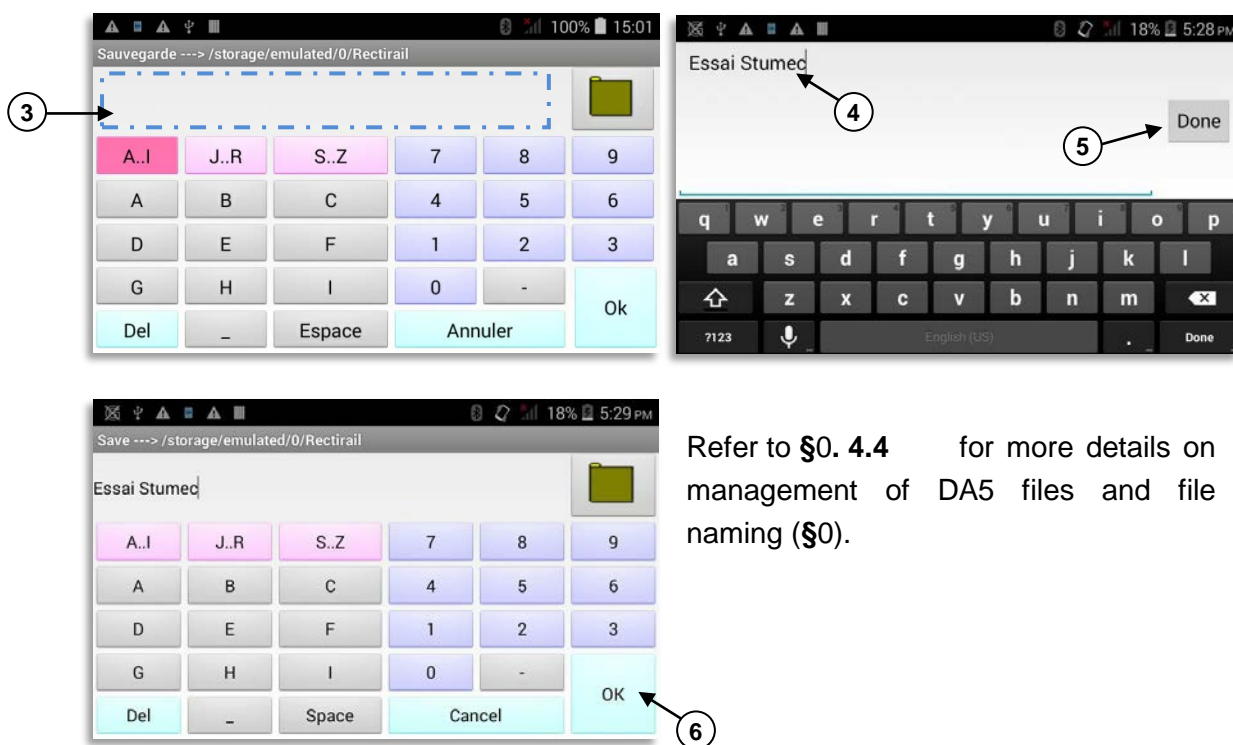 100% 15:01
Sauvegarde ---> /storage/emulated/0/Rectirail
3
A..I J..R S..Z 7 8 9
A B C 4 5 6
D E F 1 2 3
G H I 0 -
Ok
Del _ Espace Annuler
18% 5:28 PM
Essai Stumec
4
Done
5
q w e r t y u i o p
a s d f g h j k l
z x c v b n m
?123 English (US) . Done
18% 5:29 PM
Save ---> /storage/emulated/0/Rectirail
Essai Stumec
A..I J..R S..Z 7 8 9
A B C 4 5 6
D E F 1 2 3
G H I 0 -
OK
Del _ Space Cancel
6
Refer to §0. 4.4 for more details on
management of DA5 files and file
naming (§0).